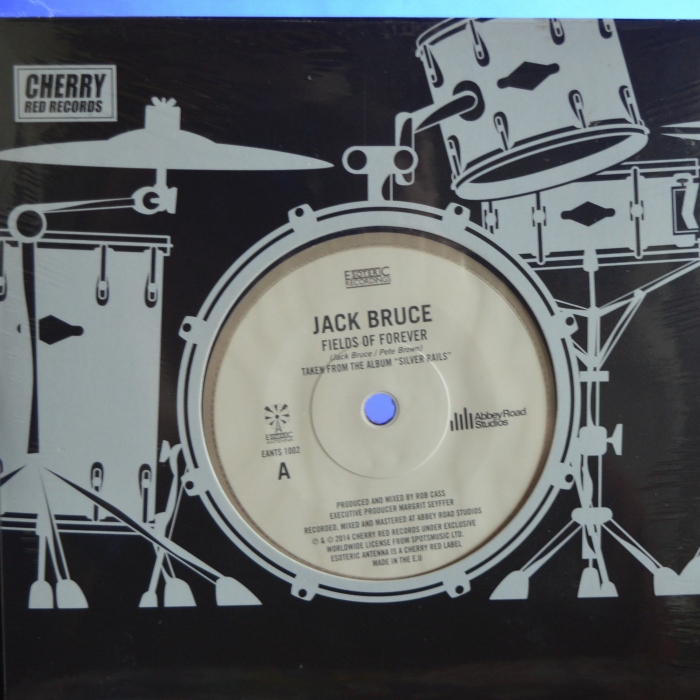 CHERRY
RED RECORDS
ESOTERIC
RECORDINGS
JACK BRUCE
FIELDS OF FOREVER
(Jack Bruce / Pete Brown)
TAKEN FROM THE ALBUM "SILVER RAILS"
Abbey Road
Studios
EANTS 1002
A
PRODUCED AND MIXED BY ROB CASS
EXECUTIVE PRODUCER MARGRIT SEYFFER
RECORDED, MIXED AND MASTERED AT ABBEY ROAD STUDIOS
℗ & © 2014 CHERRY RED RECORDS UNDER EXCLUSIVE
WORLDWIDE LICENSE FROM SPOTSMUSIC LTD.
ESOTERIC ANTENNA IS A CHERRY RED LABEL
MADE IN THE E.U